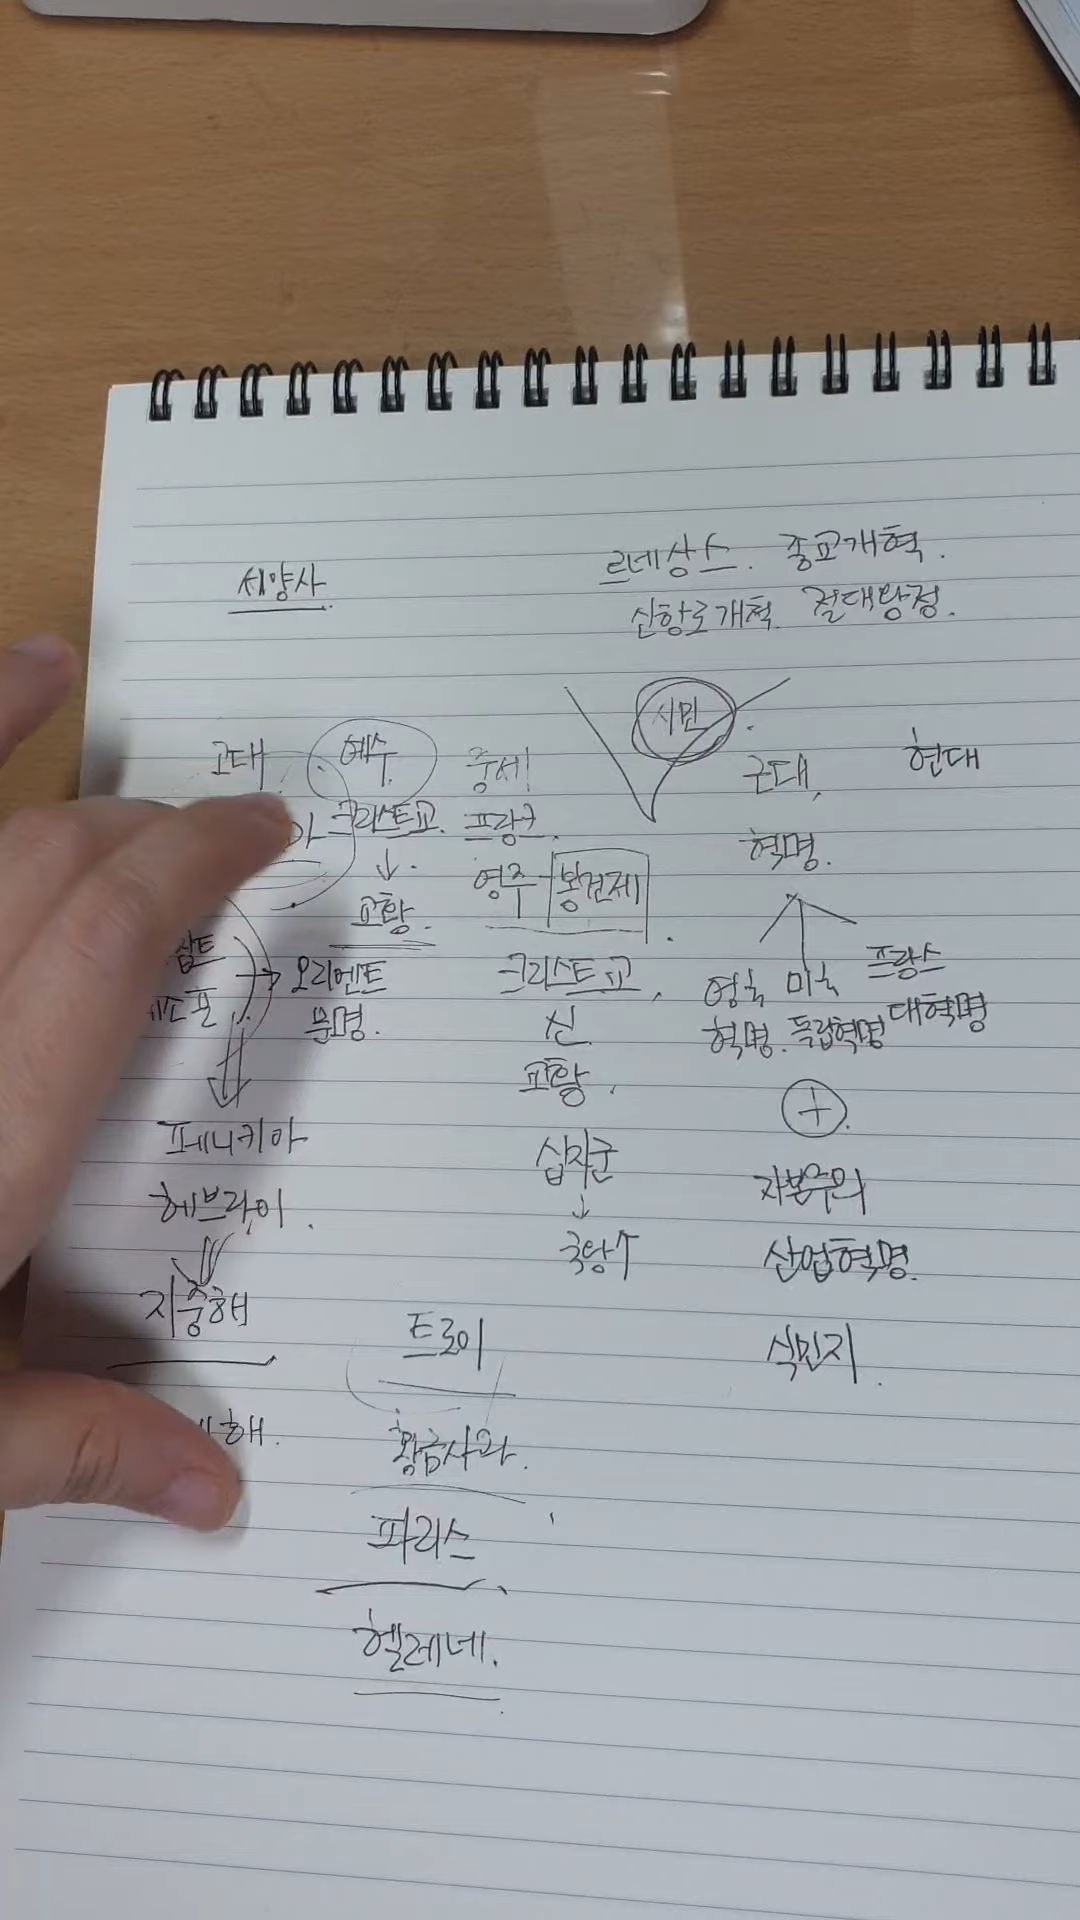 서양사
르네상스. 종교개혁.
신항로개척. 절대왕정.
시민
고대 예수 중세 근대, 현대
크리스트교. 프랑크.
혁명.
↓
교황.
영주 봉건제
→ 오리엔트
문명.
크리스트교,
신
교황.
영국 미국 프랑스
혁명. 독립혁명 대혁명
페니키아
헤브라이.
지중해
해.
십자군
↓
국왕↑
+
자본주의
산업혁명.
식민지.
트로이
황금사과.
파리스
헬레네.